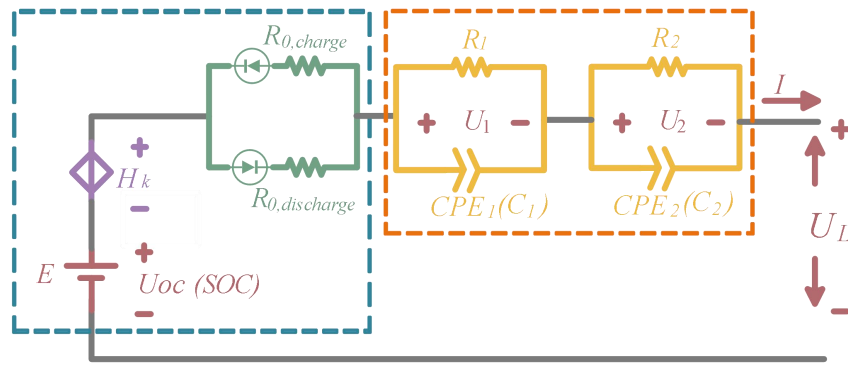 R0,charge
R1
R2
I
+ U1 −
+ U2 −
+
+
Hk
−
R0,discharge
CPE1(C1)
CPE2(C2)
UL
+
E
Uoc (SOC)
−
−